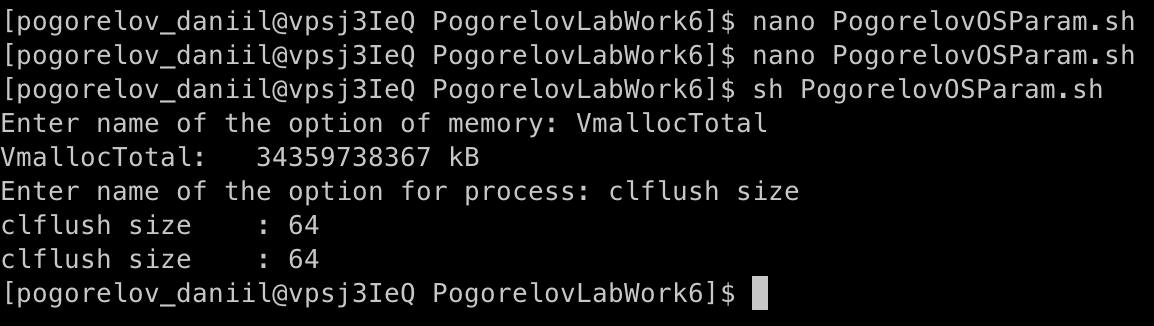 [pogorelov_daniil@vpsj3IeQ PogorelovLabWork6]$ nano PogorelovOSParam.sh
[pogorelov_daniil@vpsj3IeQ PogorelovLabWork6]$ nano PogorelovOSParam.sh
[pogorelov_daniil@vpsj3IeQ PogorelovLabWork6]$ sh PogorelovOSParam.sh
Enter name of the option of memory: VmallocTotal
VmallocTotal:   34359738367 kB
Enter name of the option for process: clflush size
clflush size    : 64
clflush size    : 64
[pogorelov_daniil@vpsj3IeQ PogorelovLabWork6]$